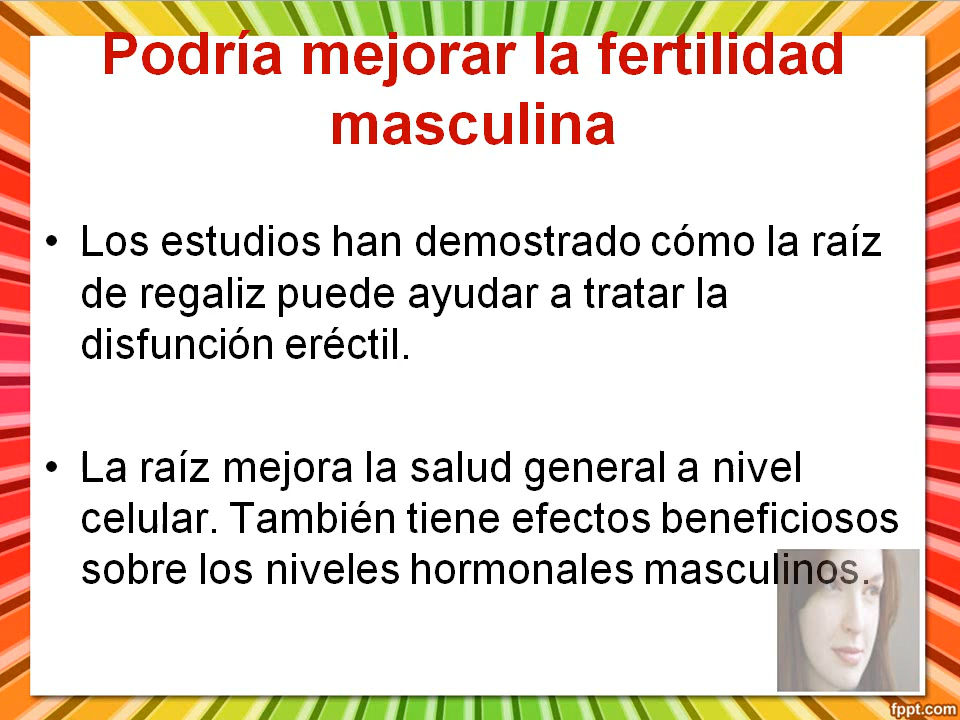 Podría mejorar la fertilidad
masculina
• Los estudios han demostrado cómo la raíz
de regaliz puede ayudar a tratar la
disfunción eréctil.
• La raíz mejora la salud general a nivel
celular. También tiene efectos beneficiosos
sobre los niveles hormonales masculinos.
fppt.com